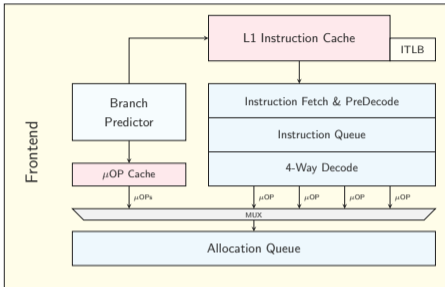 L1 Instruction Cache
ITLB
Frontend
Branch
Predictor
Instruction Fetch & PreDecode
Instruction Queue
4-Way Decode
μOP Cache
μOPs
μOP
μOP
μOP
μOP
MUX
Allocation Queue